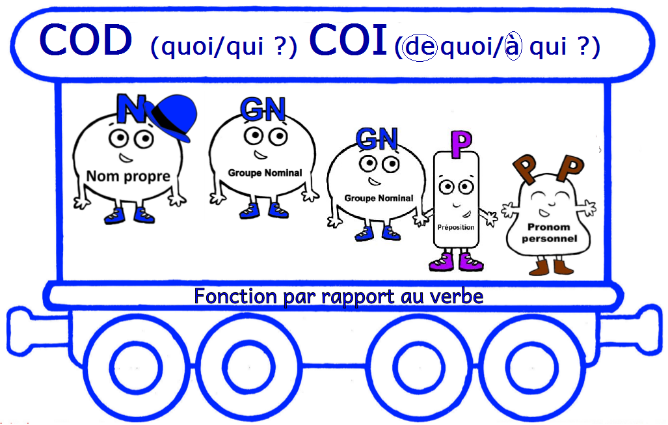 COD (quoi/qui ?) COI (de quoi/à qui ?)
N
Nom propre
GN
Groupe Nominal
GN
Groupe Nominal
P
Préposition
P P
Pronom
personnel
Fonction par rapport au verbe